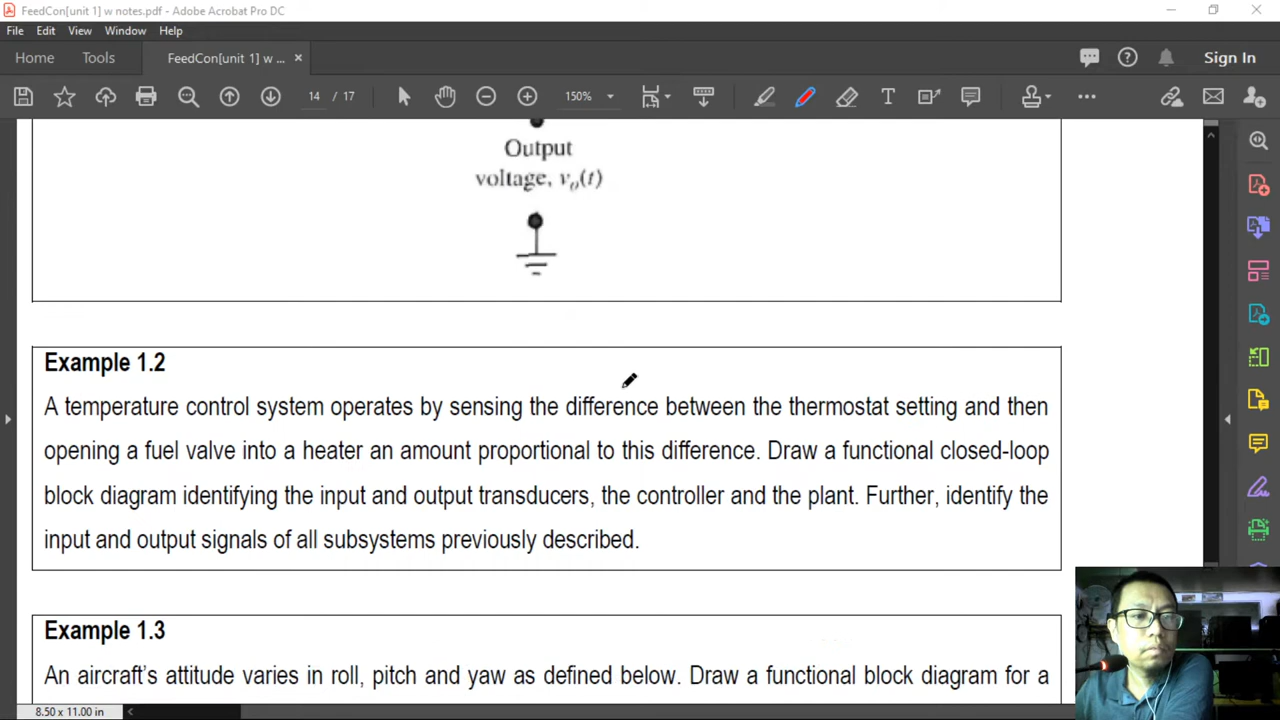 FeedCon[unit 1] w notes.pdf - Adobe Acrobat Pro DC
File Edit View Window Help
Home Tools FeedCon[unit 1] w ... × Sign In
14 / 17 150%
Output
voltage, vo(t)
Example 1.2
A temperature control system operates by sensing the difference between the thermostat setting and then
opening a fuel valve into a heater an amount proportional to this difference. Draw a functional closed-loop
block diagram identifying the input and output transducers, the controller and the plant. Further, identify the
input and output signals of all subsystems previously described.
Example 1.3
An aircraft's attitude varies in roll, pitch and yaw as defined below. Draw a functional block diagram for a
8.50 x 11.00 in